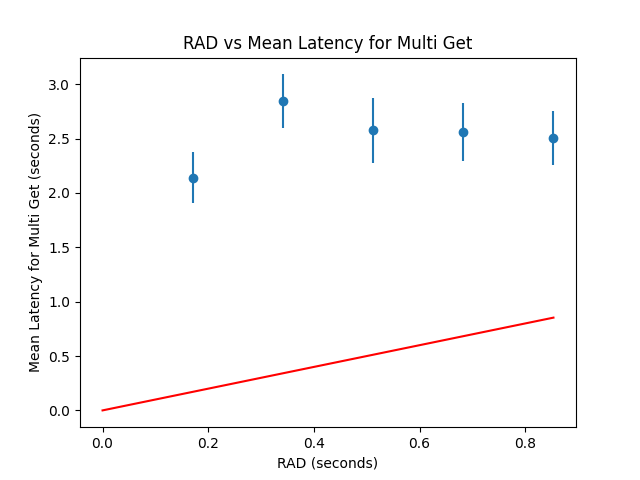 RAD vs Mean Latency for Multi Get
Mean Latency for Multi Get (seconds)
3.0
2.5
2.0
1.5
1.0
0.5
0.0
0.0 0.2 0.4 0.6 0.8
RAD (seconds)